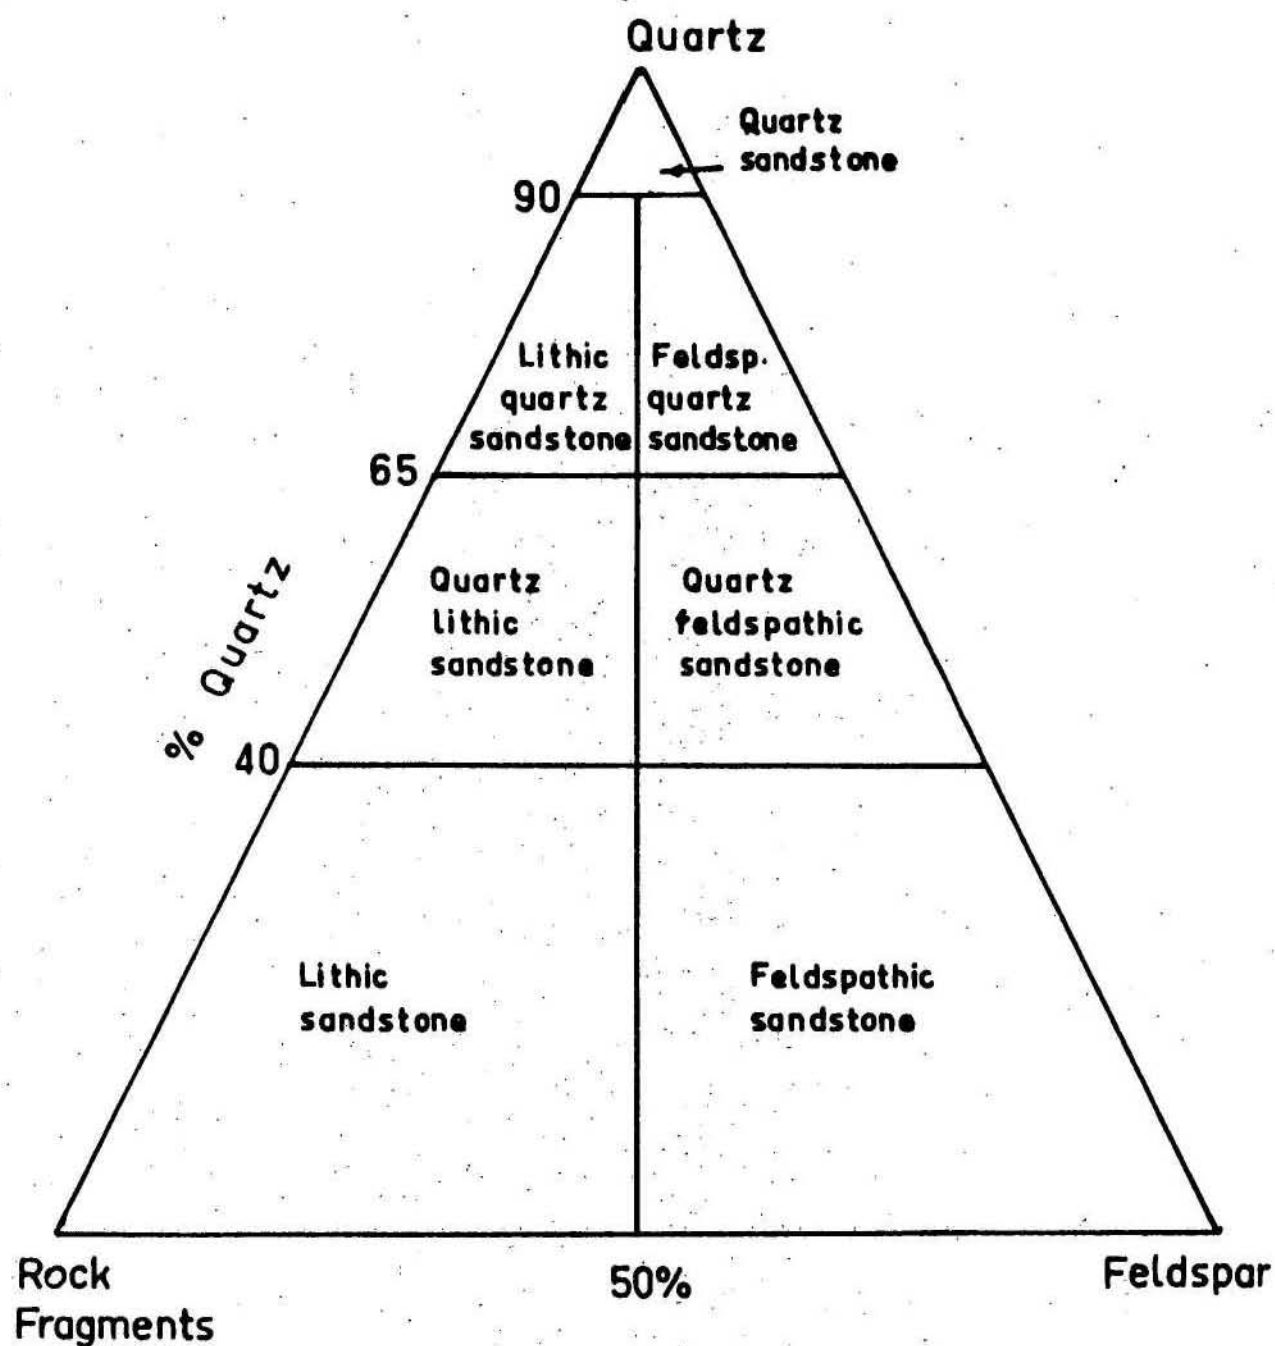 Quartz
Quartz
sandstone
90
Lithic
quartz
sandstone
Feldsp.
quartz
sandstone
65
% Quartz
Quartz
lithic
sandstone
Quartz
feldspathic
sandstone
40
Lithic
sandstone
Feldspathic
sandstone
Rock
Fragments
50%
Feldspar